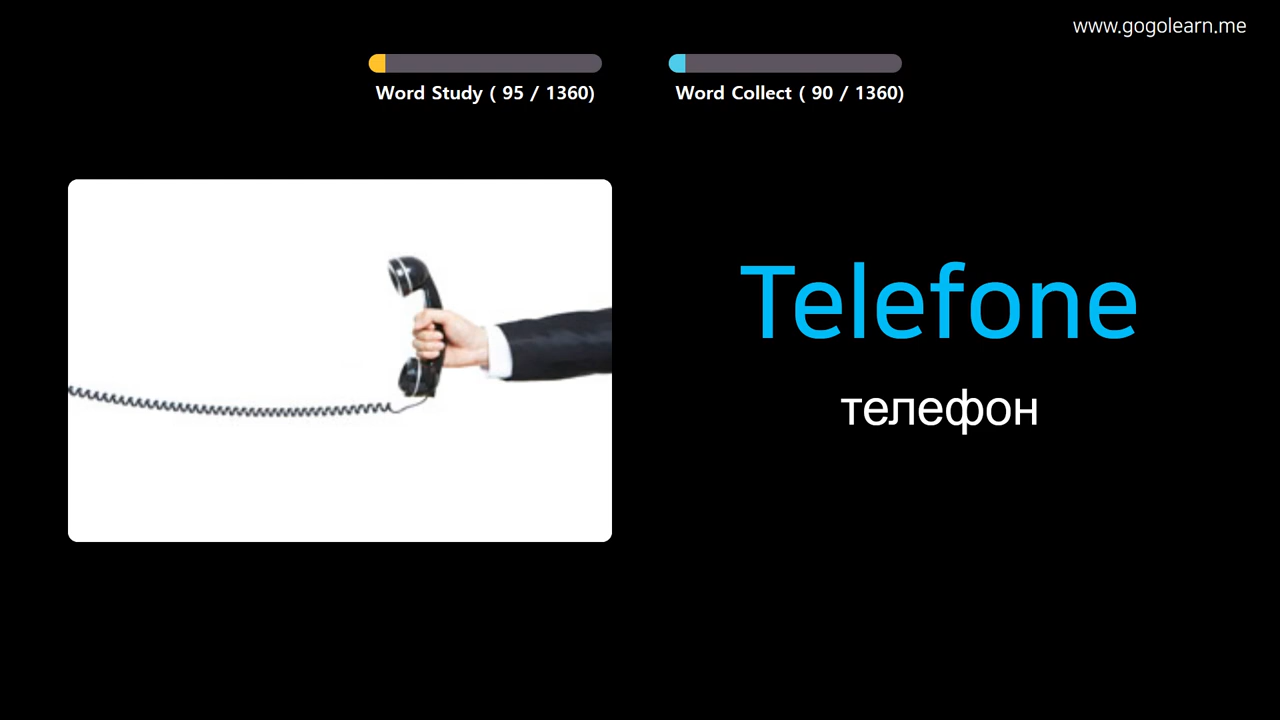 www.gogolearn.me
Word Study ( 95 / 1360)
Word Collect ( 90 / 1360)
Telefone
телефон